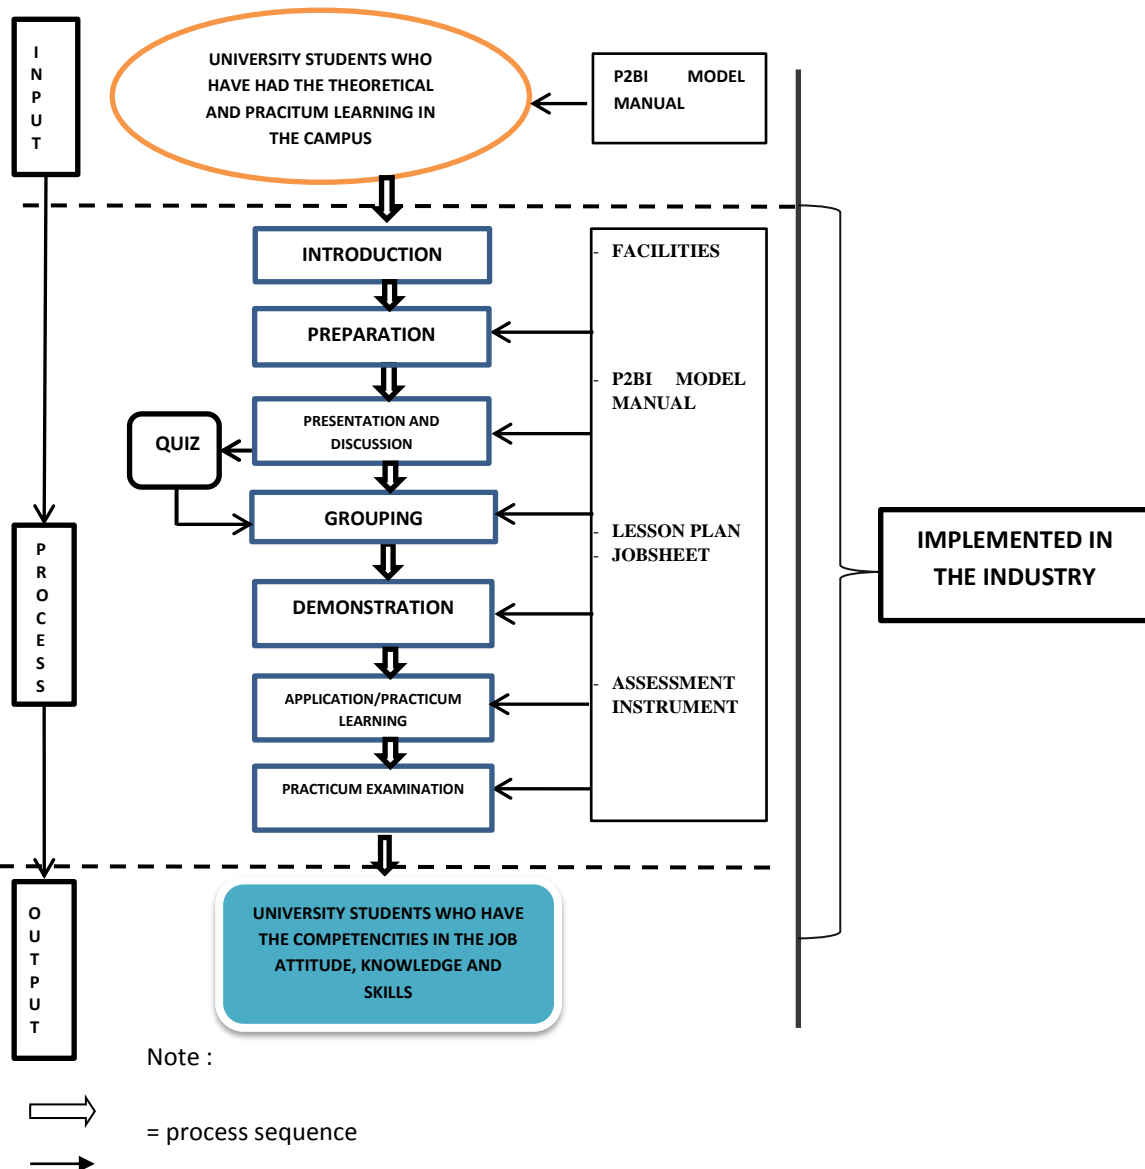 I
N
P
U
T
UNIVERSITY STUDENTS WHO
HAVE HAD THE THEORETICAL
AND PRACITUM LEARNING IN
THE CAMPUS
P2BI MODEL
MANUAL
INTRODUCTION
PREPARATION
PRESENTATION AND
DISCUSSION
QUIZ
GROUPING
DEMONSTRATION
APPLICATION/PRACTICUM
LEARNING
PRACTICUM EXAMINATION
- FACILITIES
- P2BI MODEL
MANUAL
- LESSON PLAN
- JOBSHEET
- ASSESSMENT
INSTRUMENT
P
R
O
C
E
S
S
IMPLEMENTED IN
THE INDUSTRY
O
U
T
P
U
T
UNIVERSITY STUDENTS WHO HAVE
THE COMPETENCITIES IN THE JOB
ATTITUDE, KNOWLEDGE AND
SKILLS
Note :
= process sequence